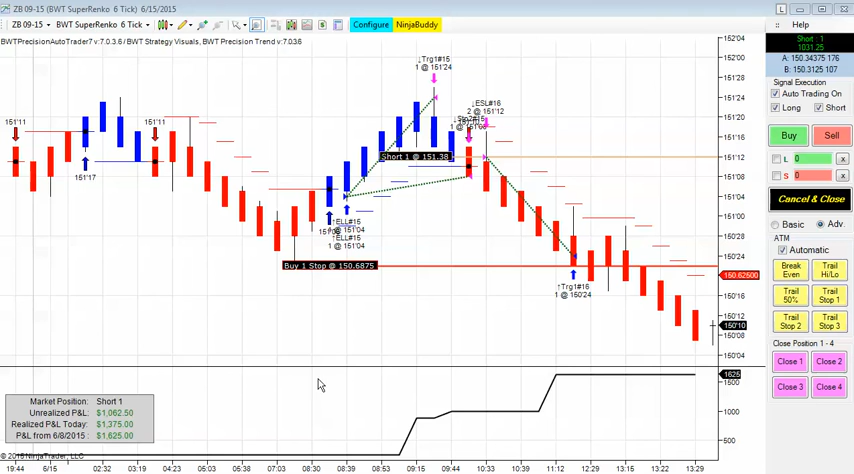 ZB 09-15 (BWT SuperRenko 6 Tick) 6/15/2015
ZB 09-15
BWT SuperRenko 6 Tick
Configure
NinjaBuddy
L
Help
BWTPrecisionAutoTrader7 v:7.0.3.6 / BWT Strategy Visuals, BWT Precision Trend v:7.0.36
152'04
152'00
151'28
151'24
151'20
151'16
151'12
151'08
151'04
151'00
150'28
150'24
150.62500
150'16
150'12
150'10
150'08
150'04
151'11
151'17
151'11
↓Trg1#15
1 @ 151'24
↓ESL#16
2 @ 151'12
Short 1 @ 151.38
↑ELL#15
1 @ 151'04
↑ELL#15
1 @ 151'04
Buy 1 Stop @ 150.6875
↑Trg1#16
1 @ 150'24
1625
1500
1000
500
Market Position: Short 1
Unrealized P&L: $1,062.50
Realized P&L Today: $1,375.00
P&L from 6/8/2015 : $1,625.00
© 2015 NinjaTrader, LLC
19:44 6/15 02:32 03:19 04:23 05:03 06:03 07:03 08:30 08:39 08:53 09:15 09:44 10:33 11:12 12:29 13:05 13:22 13:29
Short : 1
1031.25
A: 150.34375 176
B: 150.3125 107
Signal Execution
Auto Trading On
Long Short
Buy Sell
L 0 x
S 0 x
Cancel & Close
Basic Adv.
ATM
Automatic
Break Even
Trail Hi/Lo
Trail 50%
Trail Stop 1
Trail Stop 2
Trail Stop 3
Close Position 1 - 4
Close 1 Close 2
Close 3 Close 4